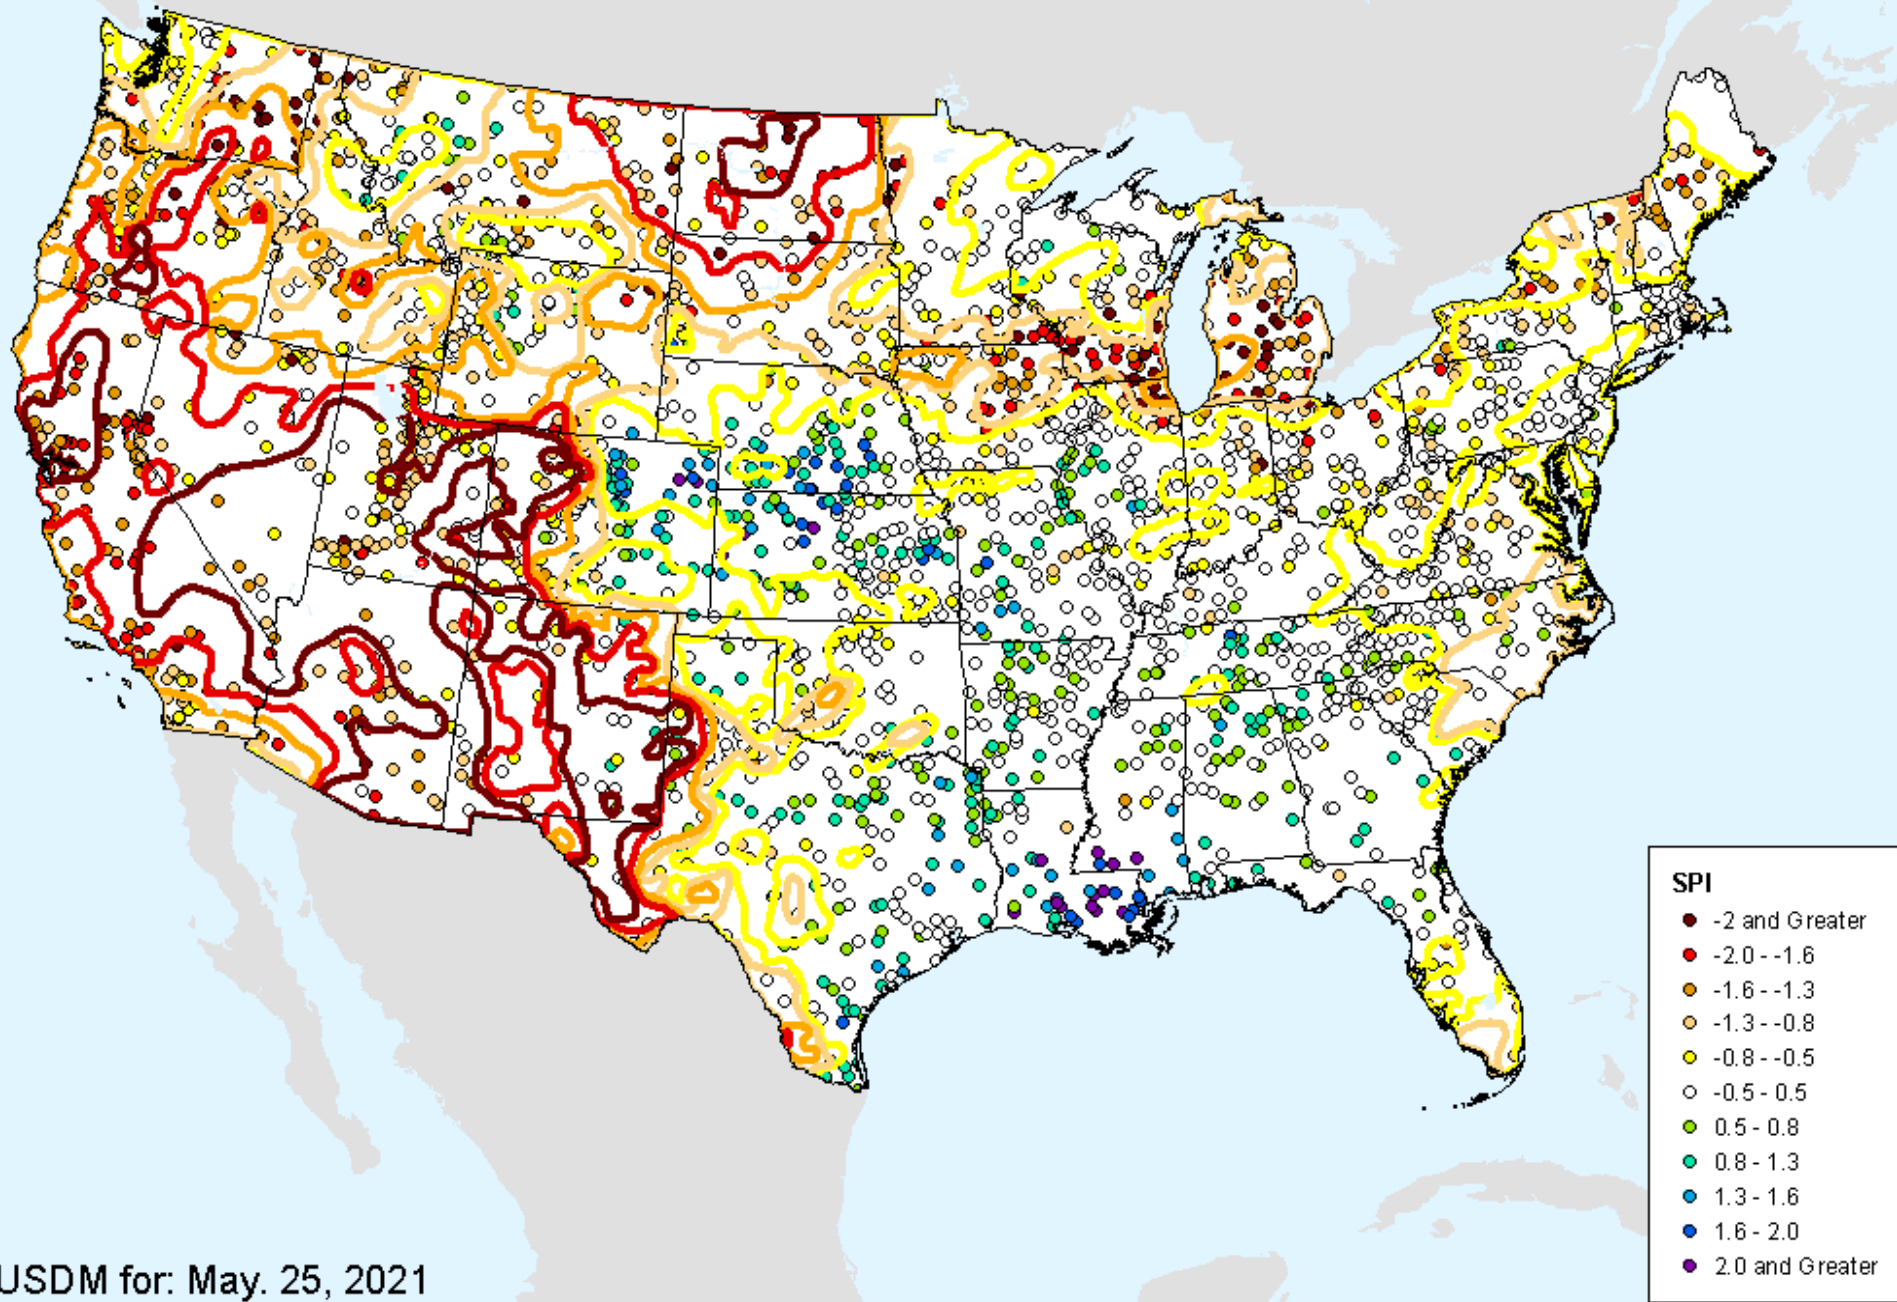 SPI
-2 and Greater
-2.0 - -1.6
-1.6 - -1.3
-1.3 - -0.8
-0.8 - -0.5
-0.5 - 0.5
0.5 - 0.8
0.8 - 1.3
1.3 - 1.6
1.6 - 2.0
2.0 and Greater
USDM for: May. 25, 2021